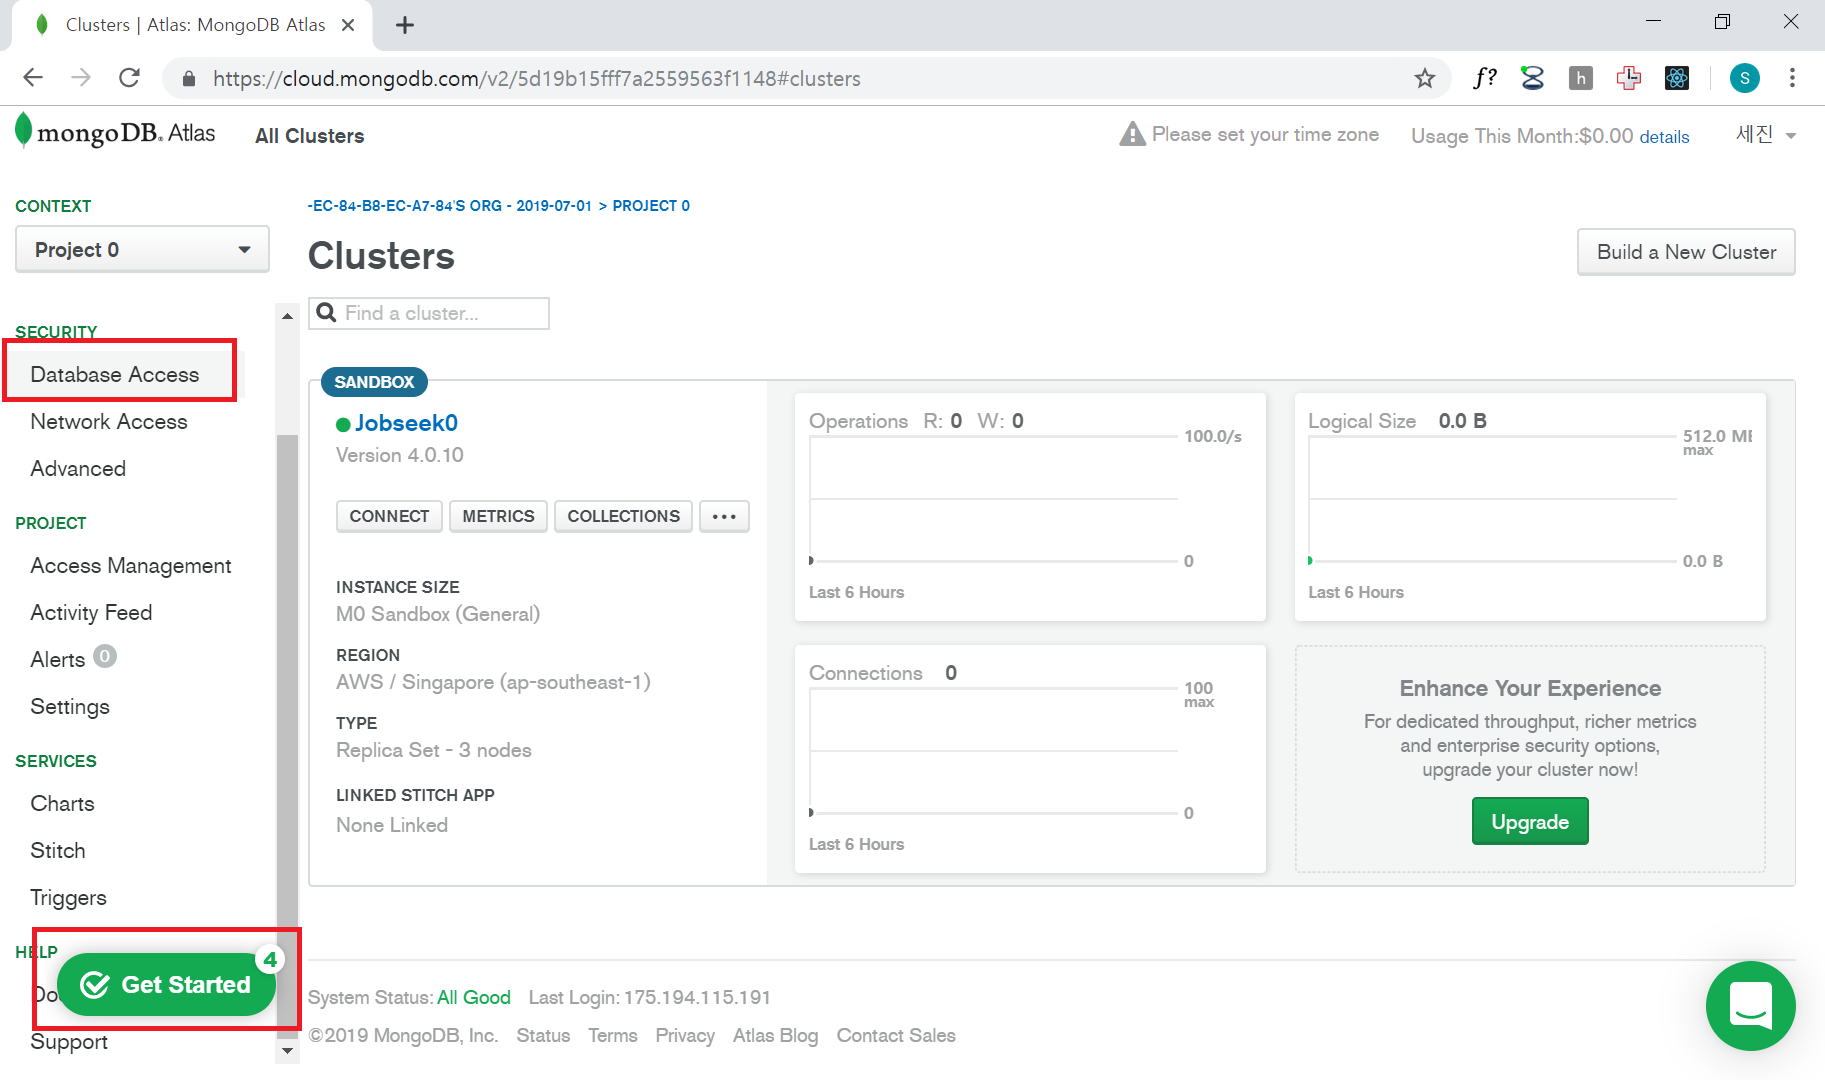 Clusters | Atlas: MongoDB Atlas
https://cloud.mongodb.com/v2/5d19b15fff7a2559563f1148#clusters
f?
h
S
mongoDB. Atlas
All Clusters
Please set your time zone
Usage This Month:$0.00 details
세진
CONTEXT
Project 0
SECURITY
Database Access
Network Access
Advanced
PROJECT
Access Management
Activity Feed
Alerts 0
Settings
SERVICES
Charts
Stitch
Triggers
HELP
Do
Get Started 4
Support
-EC-84-B8-EC-A7-84'S ORG - 2019-07-01 > PROJECT 0
Clusters
Build a New Cluster
Find a cluster...
SANDBOX
Jobseek0
Version 4.0.10
CONNECT METRICS COLLECTIONS ...
INSTANCE SIZE
M0 Sandbox (General)
REGION
AWS / Singapore (ap-southeast-1)
TYPE
Replica Set - 3 nodes
LINKED STITCH APP
None Linked
Operations R: 0 W: 0
100.0/s
0
Last 6 Hours
Logical Size 0.0 B
512.0 MB
max
0.0 B
Last 6 Hours
Connections 0
100
max
0
Last 6 Hours
Enhance Your Experience
For dedicated throughput, richer metrics
and enterprise security options,
upgrade your cluster now!
Upgrade
System Status: All Good Last Login: 175.194.115.191
©2019 MongoDB, Inc. Status Terms Privacy Atlas Blog Contact Sales